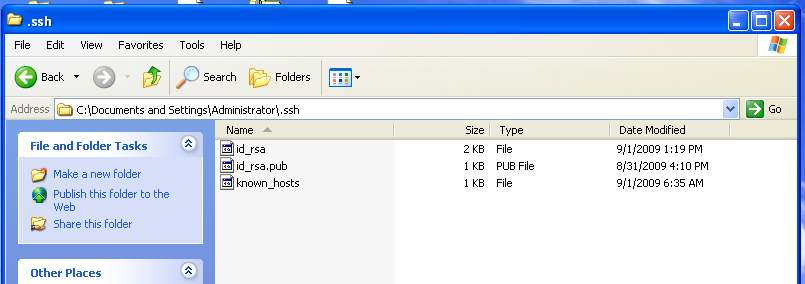 .ssh
File Edit View Favorites Tools Help
Back Search Folders
Address C:\Documents and Settings\Administrator\.ssh Go
File and Folder Tasks
Make a new folder
Publish this folder to the
Web
Share this folder
Other Places
Name Size Type Date Modified
id_rsa 2 KB File 9/1/2009 1:19 PM
id_rsa.pub 1 KB PUB File 8/31/2009 4:10 PM
known_hosts 1 KB File 9/1/2009 6:35 AM